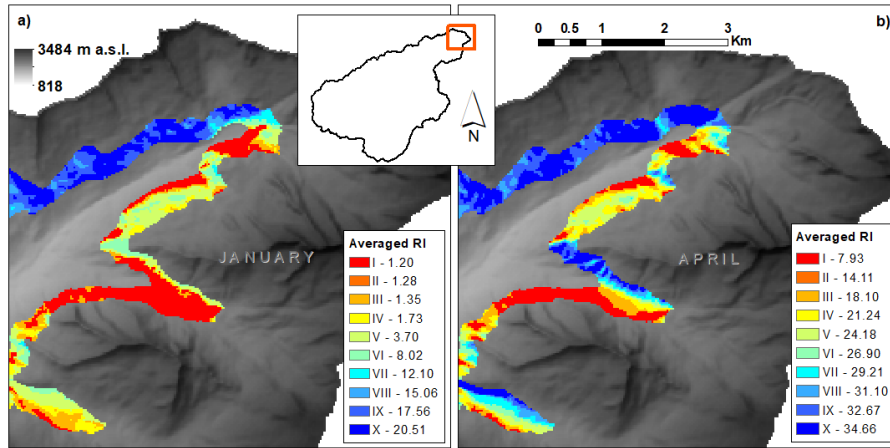 a)
3484 m a.s.l.
818
N
0 0.5 1 2 3
Km
b)
JANUARY
Averaged RI
I - 1.20
II - 1.28
III - 1.35
IV - 1.73
V - 3.70
VI - 8.02
VII - 12.10
VIII - 15.06
IX - 17.56
X - 20.51
APRIL
Averaged RI
I - 7.93
II - 14.11
III - 18.10
IV - 21.24
V - 24.18
VI - 26.90
VII - 29.21
VIII - 31.10
IX - 32.67
X - 34.66